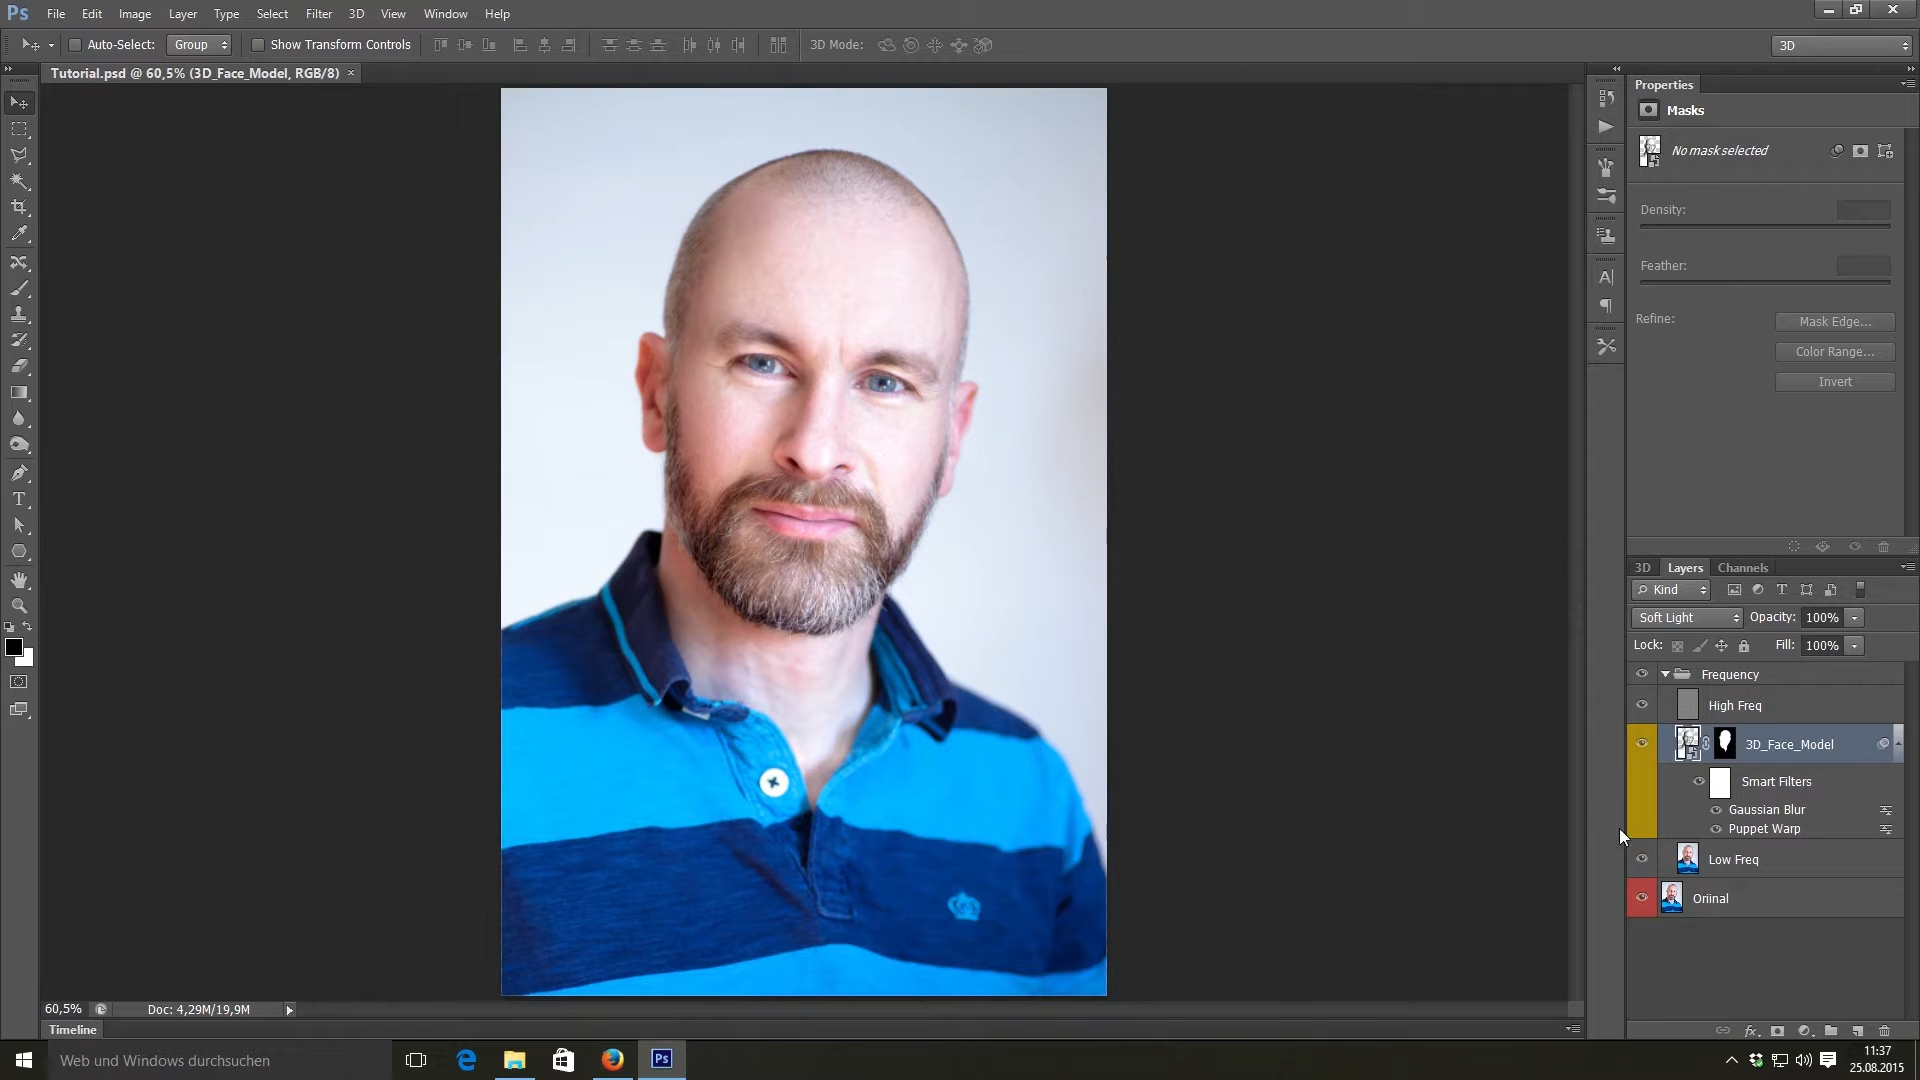 Ps File Edit Image Layer Type Select Filter 3D View Window Help
Auto-Select: Group Show Transform Controls 3D Mode: 3D
Tutorial.psd @ 60,5% (3D_Face_Model, RGB/8) ×
Properties
Masks
No mask selected
Density:
Feather:
Refine: Mask Edge...
Color Range...
Invert
3D Layers Channels
Kind
Soft Light Opacity: 100%
Lock: Fill: 100%
Frequency
High Freq
3D_Face_Model
Smart Filters
Gaussian Blur
Puppet Warp
Low Freq
Oriinal
60,5% Doc: 4,29M/19,9M
Timeline
Web und Windows durchsuchen
Ps
11:37
25.08.2015